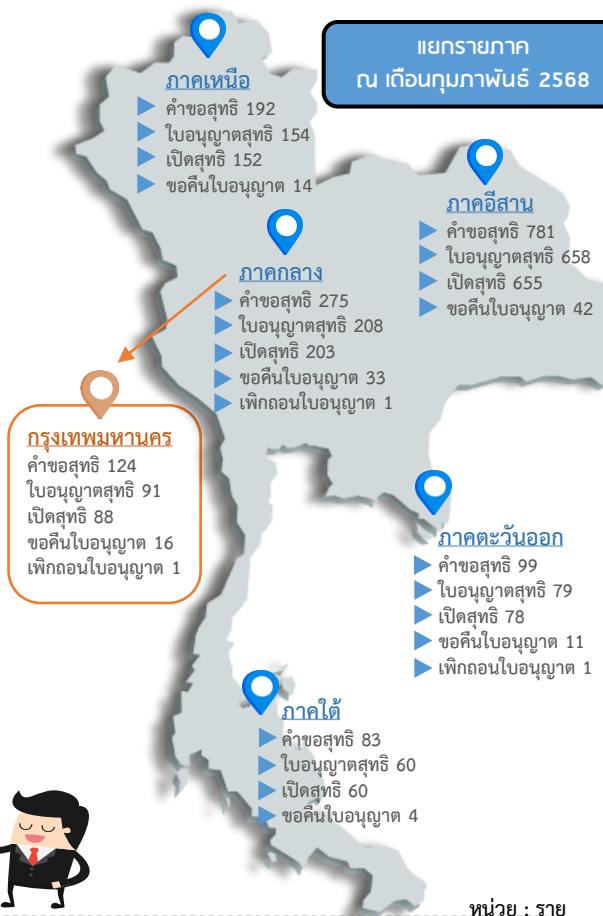 แยกรายภาค
ณ เดือนกุมภาพันธ์ 2568
ภาคเหนือ
คำขอสุทธิ 192
ใบอนุญาตสุทธิ 154
เปิดสุทธิ 152
ขอคืนใบอนุญาต 14
ภาคอีสาน
คำขอสุทธิ 781
ใบอนุญาตสุทธิ 658
เปิดสุทธิ 655
ขอคืนใบอนุญาต 42
ภาคกลาง
คำขอสุทธิ 275
ใบอนุญาตสุทธิ 208
เปิดสุทธิ 203
ขอคืนใบอนุญาต 33
เพิกถอนใบอนุญาต 1
กรุงเทพมหานคร
คำขอสุทธิ 124
ใบอนุญาตสุทธิ 91
เปิดสุทธิ 88
ขอคืนใบอนุญาต 16
เพิกถอนใบอนุญาต 1
ภาคตะวันออก
คำขอสุทธิ 99
ใบอนุญาตสุทธิ 79
เปิดสุทธิ 78
ขอคืนใบอนุญาต 11
เพิกถอนใบอนุญาต 1
ภาคใต้
คำขอสุทธิ 83
ใบอนุญาตสุทธิ 60
เปิดสุทธิ 60
ขอคืนใบอนุญาต 4
หน่วย : ราย